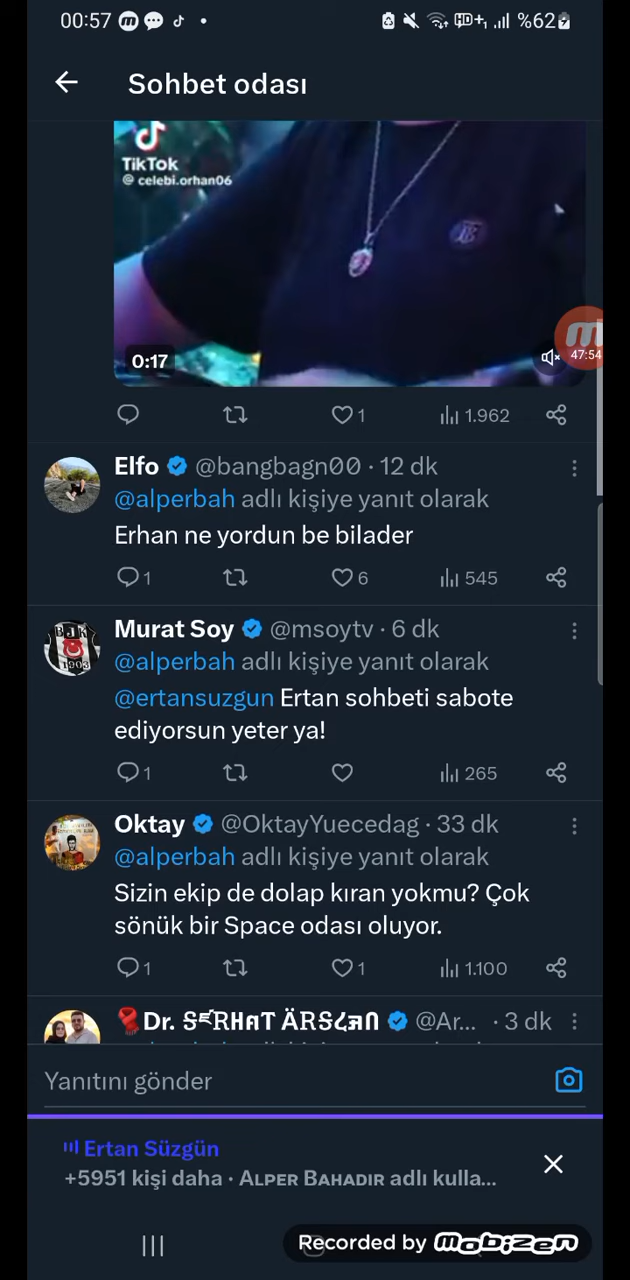 00:57
HD+ %62
Sohbet odası
TikTok
@ celebi.orhan06
0:17
47:54
1 1.962
Elfo @bangbagn00 · 12 dk
@alperbah adlı kişiye yanıt olarak
Erhan ne yordun be bilader
1 6 545
Murat Soy @msoytv · 6 dk
@alperbah adlı kişiye yanıt olarak
@ertansuzgun Ertan sohbeti sabote
ediyorsun yeter ya!
1 265
Oktay @OktayYuecedag · 33 dk
@alperbah adlı kişiye yanıt olarak
Sizin ekip de dolap kıran yokmu? Çok
sönük bir Space odası oluyor.
1 1 1.100
Dr. @Ar... · 3 dk
Yanıtını gönder
Ertan Süzgün
+5951 kişi daha · Alper Bahadır adlı kulla...
Recorded by mobizen